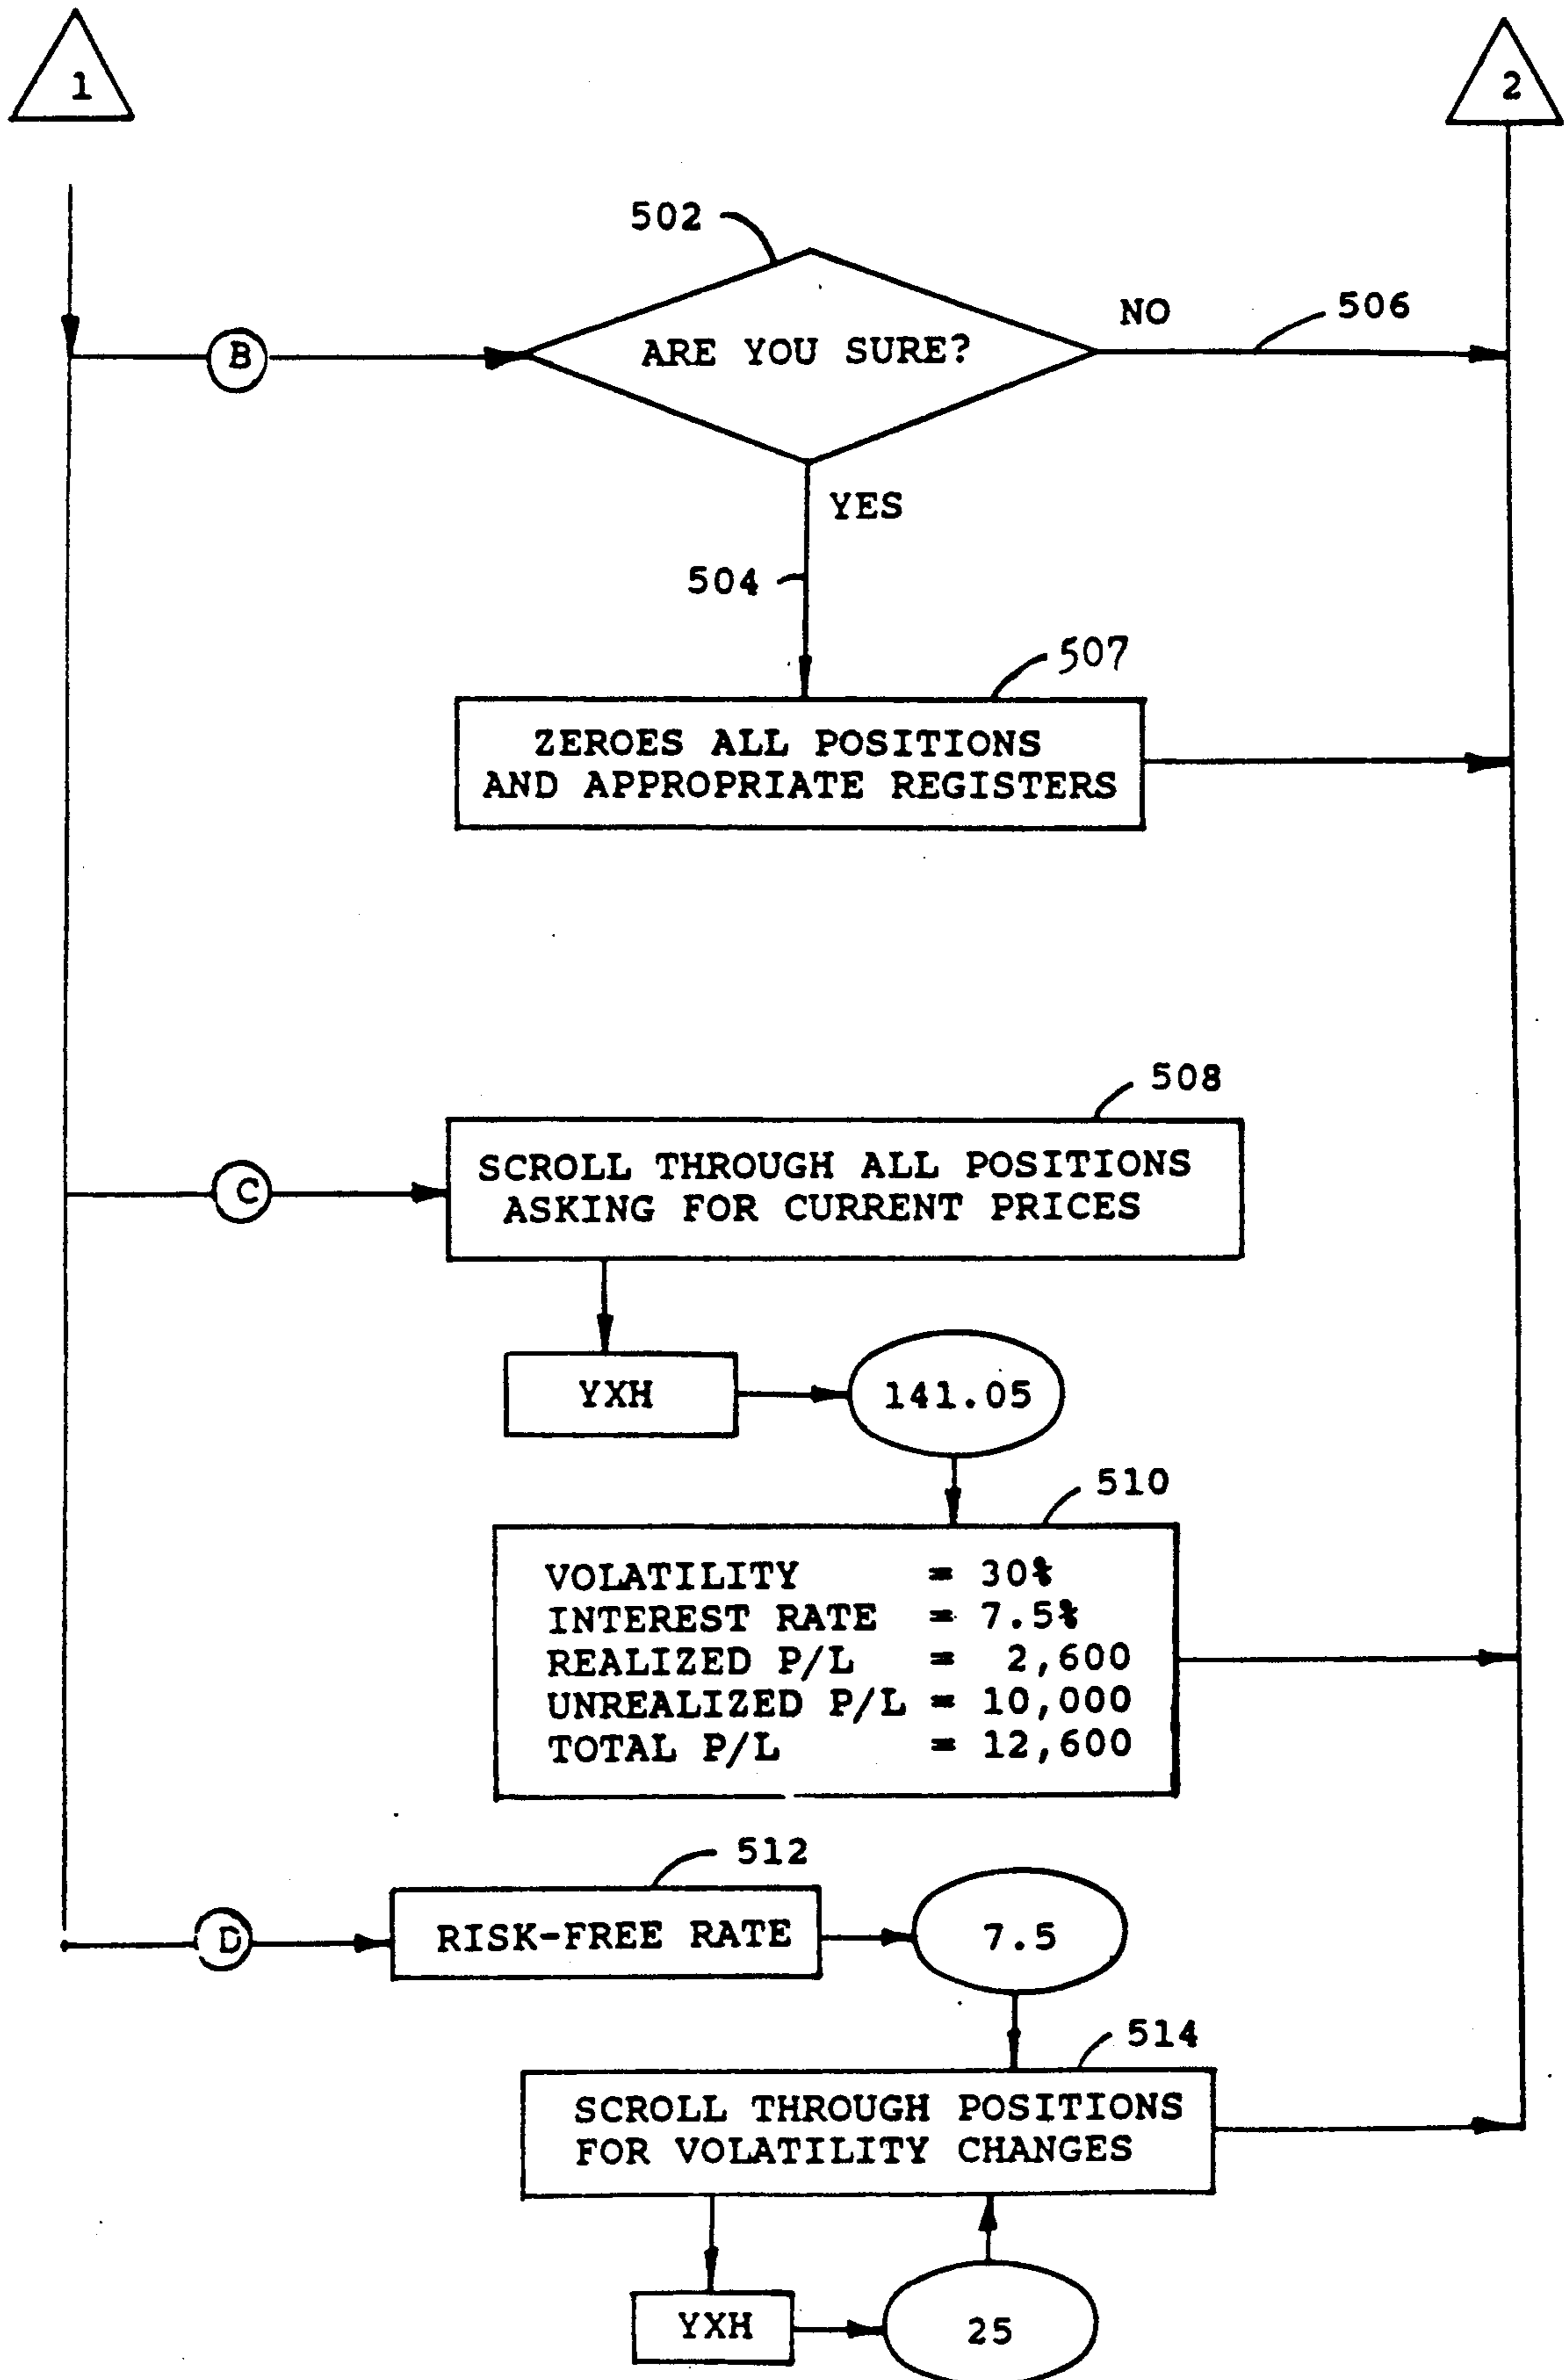 1
2
502
NO
506
B
ARE YOU SURE?
YES
504
507
ZEROES ALL POSITIONS
AND APPROPRIATE REGISTERS
508
C
SCROLL THROUGH ALL POSITIONS
ASKING FOR CURRENT PRICES
YXH
141.05
510
VOLATILITY = 30%
INTEREST RATE = 7.5%
REALIZED P/L = 2,600
UNREALIZED P/L = 10,000
TOTAL P/L = 12,600
512
D
RISK-FREE RATE
7.5
514
SCROLL THROUGH POSITIONS
FOR VOLATILITY CHANGES
YXH
25